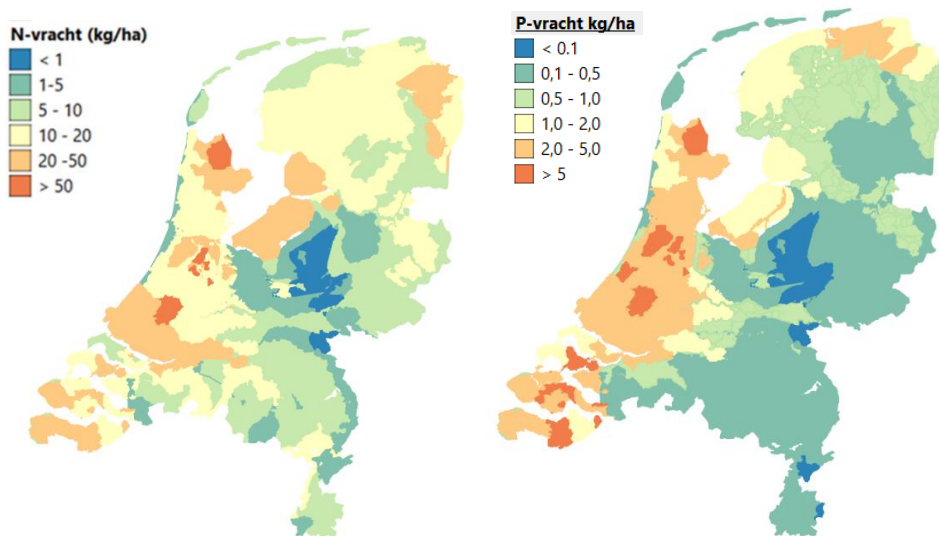 N-vracht (kg/ha)
< 1
1-5
5 - 10
10 - 20
20 -50
> 50
P-vracht kg/ha
< 0.1
0,1 - 0,5
0,5 - 1,0
1,0 - 2,0
2,0 - 5,0
> 5